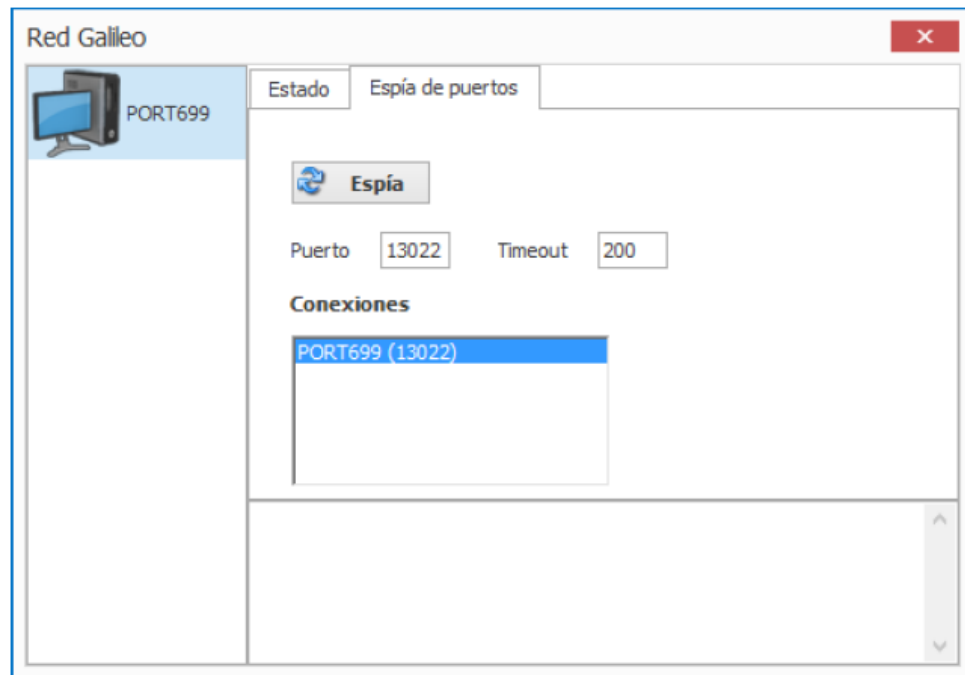 Red Galileo
PORT699
Estado
Espía de puertos
Espía
Puerto 13022 Timeout 200
Conexiones
PORT699 (13022)